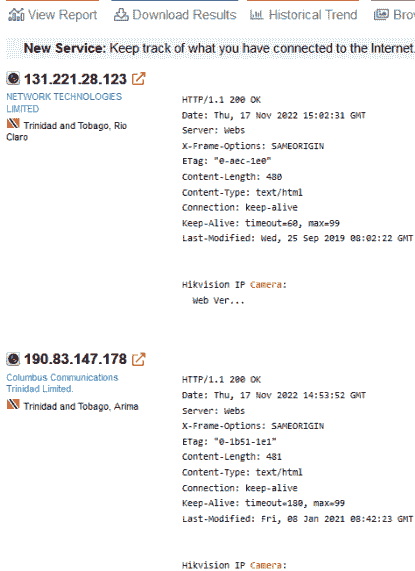 View Report Download Results Historical Trend Bro
New Service: Keep track of what you have connected to the Internet.
131.221.28.123
NETWORK TECHNOLOGIES
LIMITED
Trinidad and Tobago, Rio
Claro
HTTP/1.1 200 OK
Date: Thu, 17 Nov 2022 15:02:31 GMT
Server: Webs
X-Frame-Options: SAMEORIGIN
ETag: "0-aec-1e0"
Content-Length: 480
Content-Type: text/html
Connection: keep-alive
Keep-Alive: timeout=60, max=99
Last-Modified: Wed, 25 Sep 2019 08:02:22 GMT
Hikvision IP Camera:
Web Ver...
190.83.147.178
Columbus Communications
Trinidad Limited.
Trinidad and Tobago, Arima
HTTP/1.1 200 OK
Date: Thu, 17 Nov 2022 14:53:52 GMT
Server: Webs
X-Frame-Options: SAMEORIGIN
ETag: "0-1b51-1e1"
Content-Length: 481
Content-Type: text/html
Connection: keep-alive
Keep-Alive: timeout=180, max=99
Last-Modified: Fri, 08 Jan 2021 08:42:23 GMT
Hikvision IP Camera: